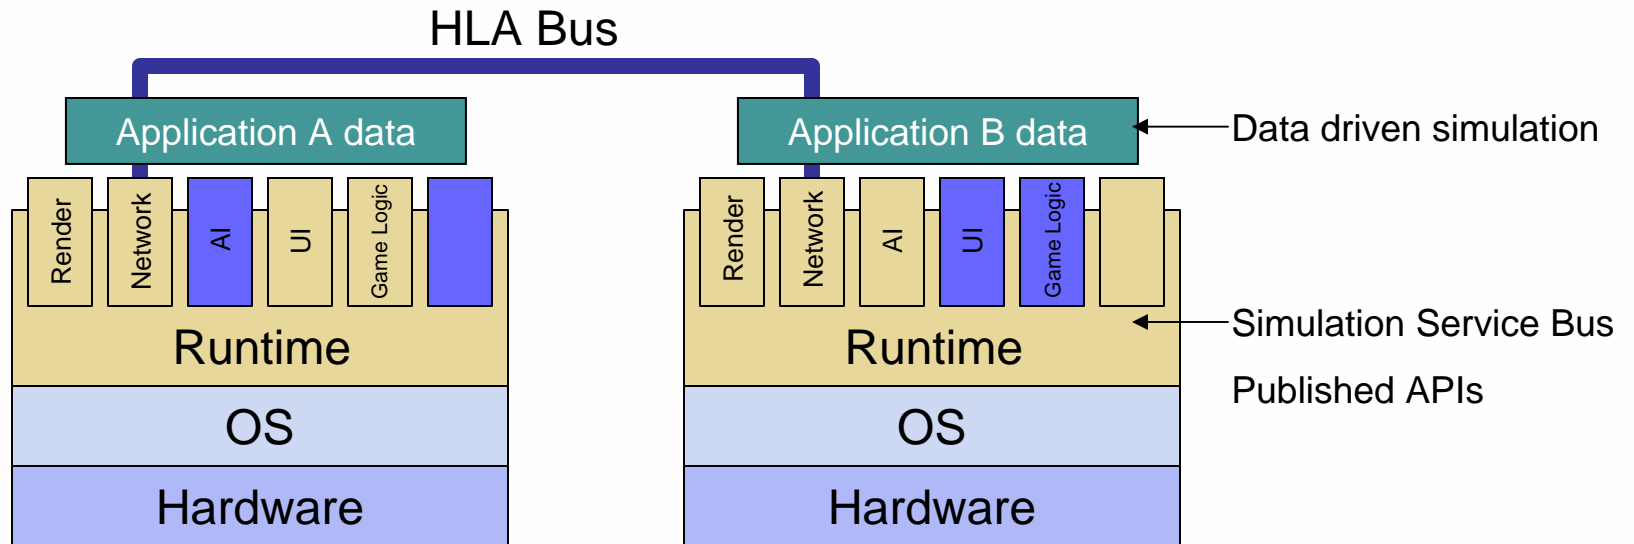 HLA Bus
Application A data
Application B data
Data driven simulation
Render
Network
AI
UI
Game Logic
Render
Network
AI
UI
Game Logic
Runtime
Runtime
Simulation Service Bus
Published APIs
OS
OS
Hardware
Hardware